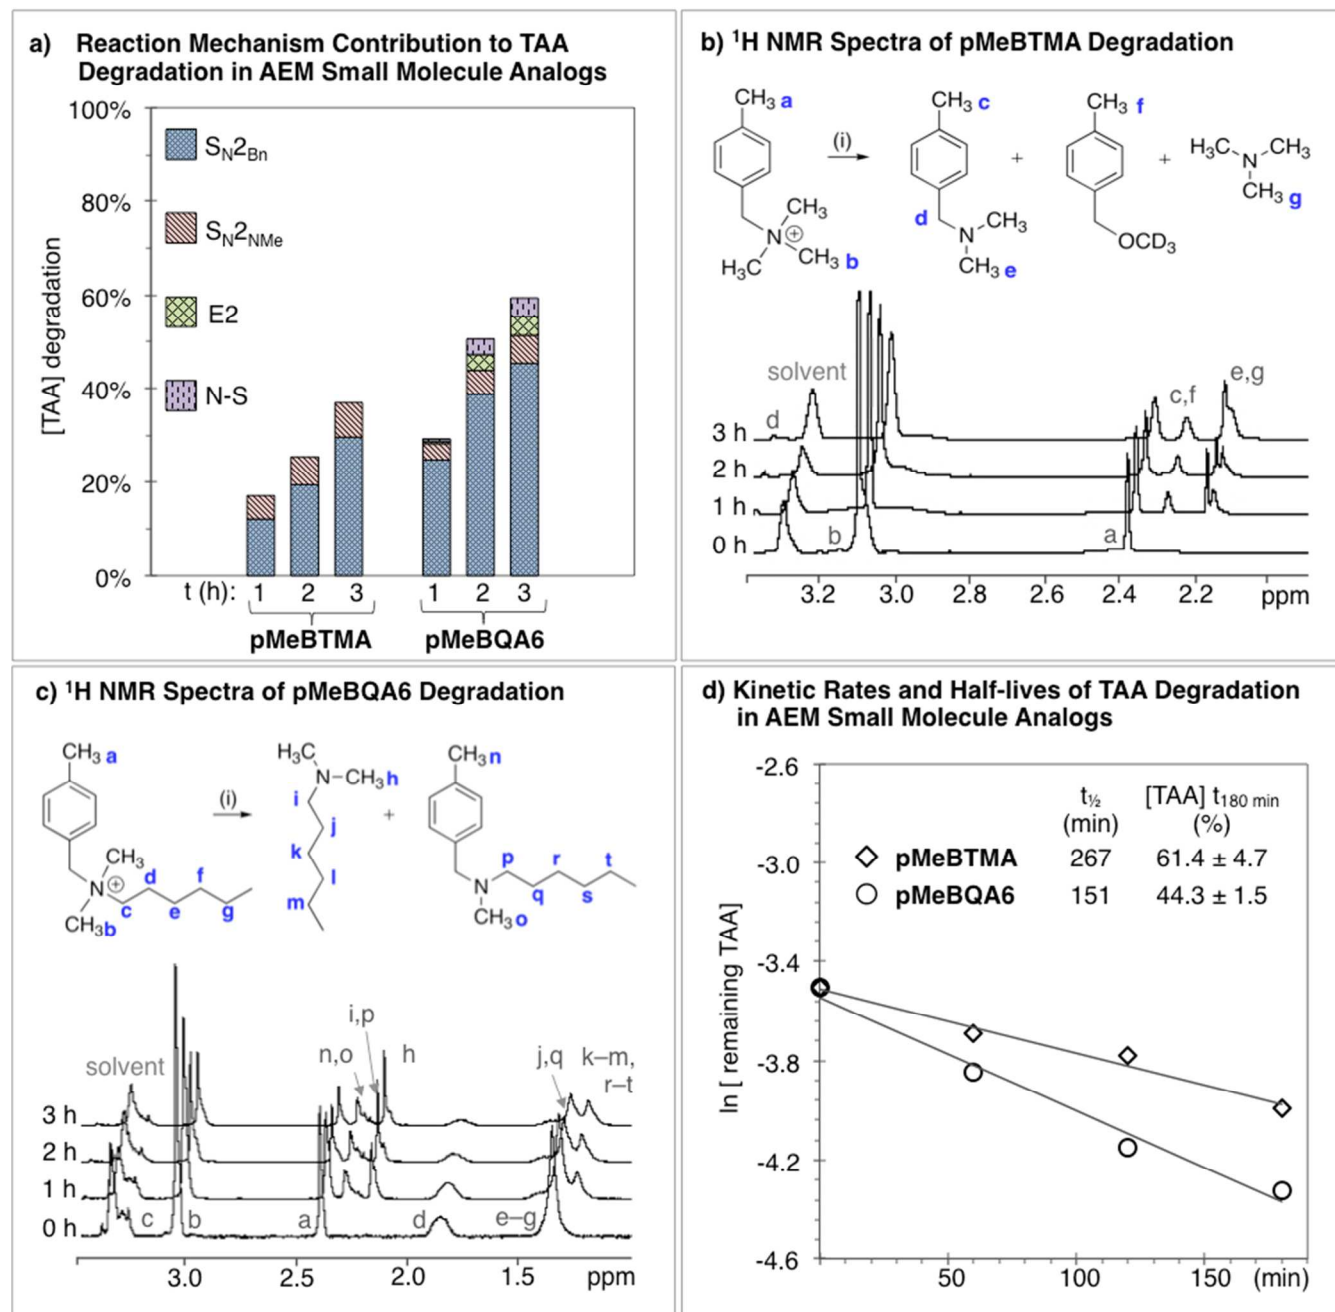 a) Reaction Mechanism Contribution to TAA
Degradation in AEM Small Molecule Analogs
100%
80%
60%
40%
20%
0%
[TAA] degradation
SN2Bn
SN2NMe
E2
N-S
t (h): 1 2 3 1 2 3
pMeBTMA pMeBQA6
b) ¹H NMR Spectra of pMeBTMA Degradation
CH3 a
CH3 c
CH3 f
(i)
+
+
H3C
N
CH3
CH3 g
CH3
N⊕
CH3 b
H3C
d
N
CH3
CH3 e
OCD3
solvent
d
e,g
c,f
3 h
2 h
1 h
0 h
b
a
3.2 3.0 2.8 2.6 2.4 2.2 ppm
c) ¹H NMR Spectra of pMeBQA6 Degradation
CH3 a
H3C
N
CH3 h
CH3 n
(i)
+
i
j
k
l
m
CH3
N⊕
CH3 b
d
f
c
e
g
p
r
t
N
q
s
CH3 o
solvent
n,o
i,p
h
j,q
k–m,
r–t
3 h
2 h
1 h
0 h
c
b
a
d
e–g
3.0 2.5 2.0 1.5 ppm
d) Kinetic Rates and Half-lives of TAA Degradation
in AEM Small Molecule Analogs
-2.6
-3.0
-3.4
-3.8
-4.2
-4.6
ln [ remaining TAA]
t½ [TAA] t180 min
(min) (%)
pMeBTMA 267 61.4 ± 4.7
pMeBQA6 151 44.3 ± 1.5
50 100 150 (min)